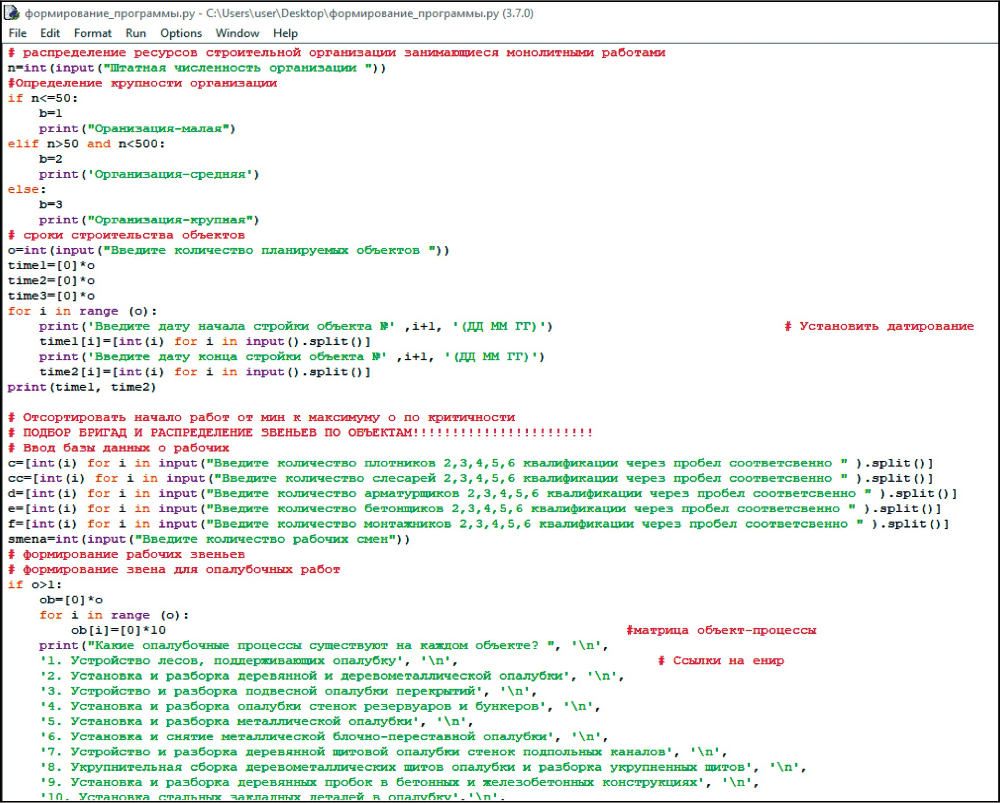 формирование_программы.py - C:\Users\user\Desktop\формирование_программы.py (3.7.0)
File Edit Format Run Options Window Help
# распределение ресурсов строительной организации занимающиеся монолитными работами
n=int(input("Штатная численность организации "))
#Определение крупности организации
if n<=50:
    b=1
    print("Оранизация-малая")
elif n>50 and n<500:
    b=2
    print('Организация-средняя')
else:
    b=3
    print("Организация-крупная")
# сроки строительства объектов
o=int(input("Введите количество планируемых объектов "))
time1=[0]*o
time2=[0]*o
time3=[0]*o
for i in range (o):
    print('Введите дату начала стройки объекта №' ,i+1, '(ДД ММ ГГ)') # Установить датирование
    time1[i]=[int(i) for i in input().split()]
    print('Введите дату конца стройки объекта №' ,i+1, '(ДД ММ ГГ)')
    time2[i]=[int(i) for i in input().split()]
print(time1, time2)
# Отсортировать начало работ от мин к максимуму о по критичности
# ПОДБОР БРИГАД И РАСПРЕДЕЛЕНИЕ ЗВЕНЬЕВ ПО ОБЪЕКТАМ!!!!!!!!!!!!!!!!!!!!!!!
# Ввод базы данных о рабочих
c=[int(i) for i in input("Введите количество плотников 2,3,4,5,6 квалификации через пробел соответсвенно " ).split()]
cc=[int(i) for i in input("Введите количество слесарей 2,3,4,5,6 квалификации через пробел соответсвенно " ).split()]
d=[int(i) for i in input("Введите количество арматурщиков 2,3,4,5,6 квалификации через пробел соответсвенно " ).split()]
e=[int(i) for i in input("Введите количество бетонщиков 2,3,4,5,6 квалификации через пробел соответсвенно " ).split()]
f=[int(i) for i in input("Введите количество монтажников 2,3,4,5,6 квалификации через пробел соответсвенно " ).split()]
smena=int(input("Введите количество рабочих смен"))
# формирование рабочих звеньев
# формирование звена для опалубочных работ
if o>1:
    ob=[0]*o
    for i in range (o):
        ob[i]=[0]*10 #матрица объект-процессы
    print("Какие опалубочные процессы существуют на каждом объекте? ", '\n',
    '1. Устройство лесов, поддерживающих опалубку', '\n', # Ссылки на енир
    '2. Установка и разборка деревянной и деревометаллической опалубки', '\n',
    '3. Устройство и разборка подвесной опалубки перекрытий', '\n',
    '4. Установка и разборка опалубки стенок резервуаров и бункеров', '\n',
    '5. Установка и разборка металлической опалубки', '\n',
    '6. Установка и снятие металлической блочно-переставной опалубки', '\n',
    '7. Устройство и разборка деревянной щитовой опалубки стенок подпольных каналов', '\n',
    '8. Укрупнительная сборка деревометаллических щитов опалубки и разборка укрупненных щитов', '\n',
    '9. Установка и разборка деревянных пробок в бетонных и железобетонных конструкциях', '\n',
    '10. Установка стальных закладных деталей в опалубку','\n',